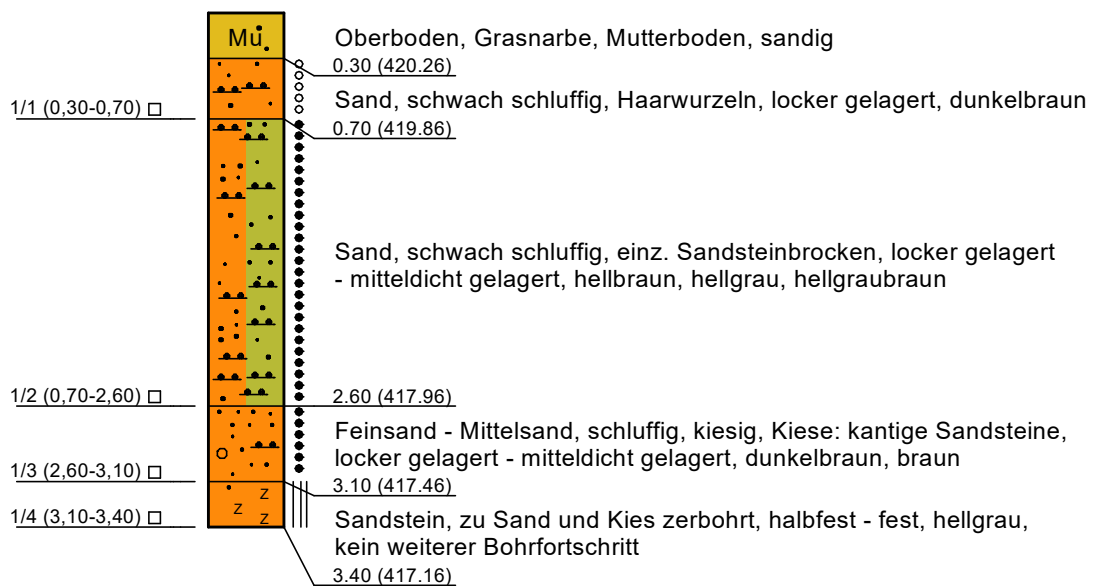 Mu
Oberboden, Grasnarbe, Mutterboden, sandig
0.30 (420.26)
1/1 (0,30-0,70)
Sand, schwach schluffig, Haarwurzeln, locker gelagert, dunkelbraun
0.70 (419.86)
Sand, schwach schluffig, einz. Sandsteinbrocken, locker gelagert
- mitteldicht gelagert, hellbraun, hellgrau, hellgraubraun
1/2 (0,70-2,60)
2.60 (417.96)
Feinsand - Mittelsand, schluffig, kiesig, Kiese: kantige Sandsteine,
locker gelagert - mitteldicht gelagert, dunkelbraun, braun
1/3 (2,60-3,10)
3.10 (417.46)
z
z
z
1/4 (3,10-3,40)
Sandstein, zu Sand und Kies zerbohrt, halbfest - fest, hellgrau,
kein weiterer Bohrfortschritt
3.40 (417.16)